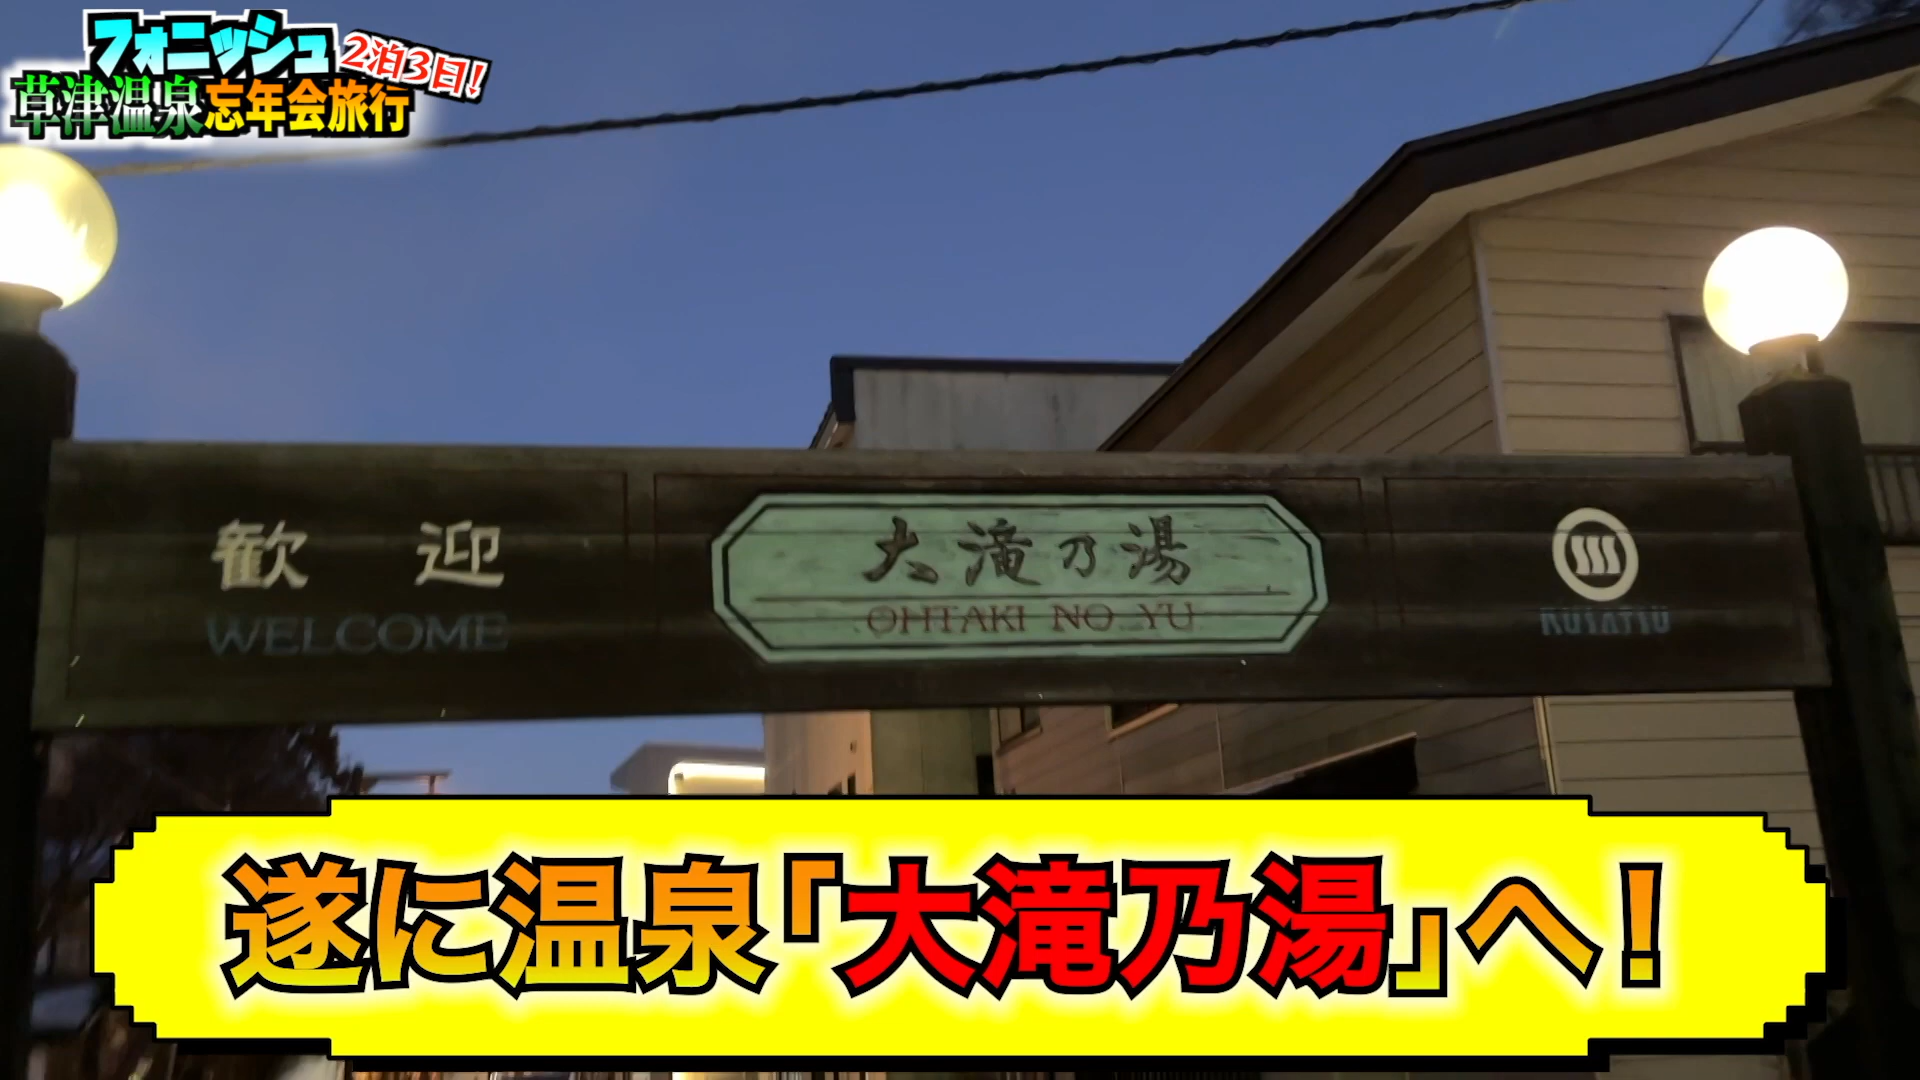 フォニッシュ
2泊3日!
草津温泉忘年会旅行
歓迎
WELCOME
大滝乃湯
OHTAKI NO YU
KUSATSU
遂に温泉「大滝乃湯」へ!